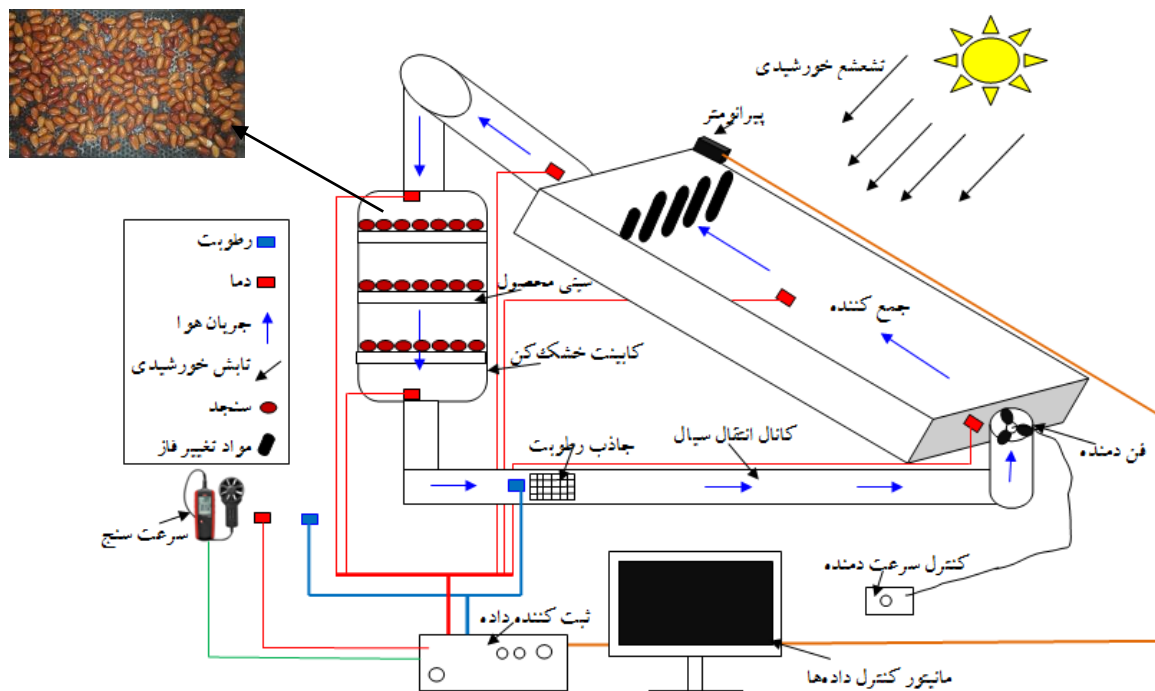 تشعشع خورشیدی
پیرانومتر
رطوبت
دما
جریان هوا
تابش خورشیدی
سنجد
مواد تغییر فاز
سینی محصول
جمع کننده
کابینت خشک‌کن
کانال انتقال سیال
جاذب رطوبت
فن دمنده
سرعت سنج
کنترل سرعت دمنده
ثبت کننده داده
مانیتور کنترل داده‌ها